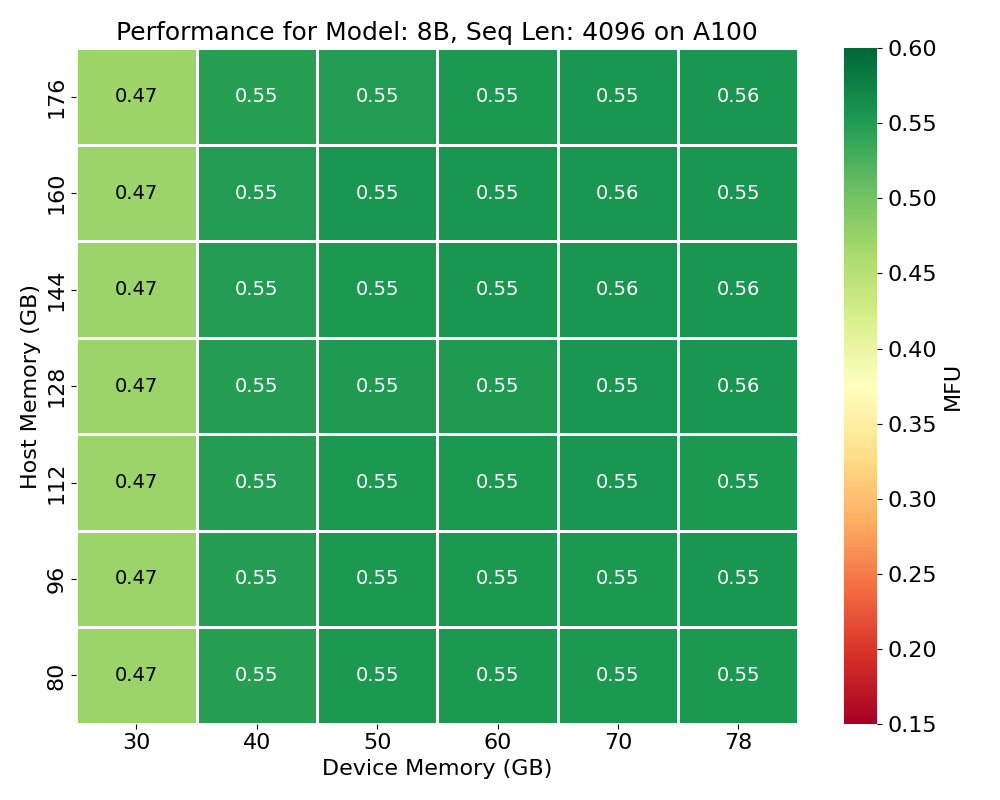 Performance for Model: 8B, Seq Len: 4096 on A100
176 0.47 0.55 0.55 0.55 0.55 0.56
160 0.47 0.55 0.55 0.55 0.56 0.55
144 0.47 0.55 0.55 0.55 0.56 0.56
128 0.47 0.55 0.55 0.55 0.55 0.56
112 0.47 0.55 0.55 0.55 0.55 0.55
96 0.47 0.55 0.55 0.55 0.55 0.55
80 0.47 0.55 0.55 0.55 0.55 0.55
30 40 50 60 70 78
Host Memory (GB)
Device Memory (GB)
0.60
0.55
0.50
0.45
0.40
0.35
0.30
0.25
0.20
0.15
MFU